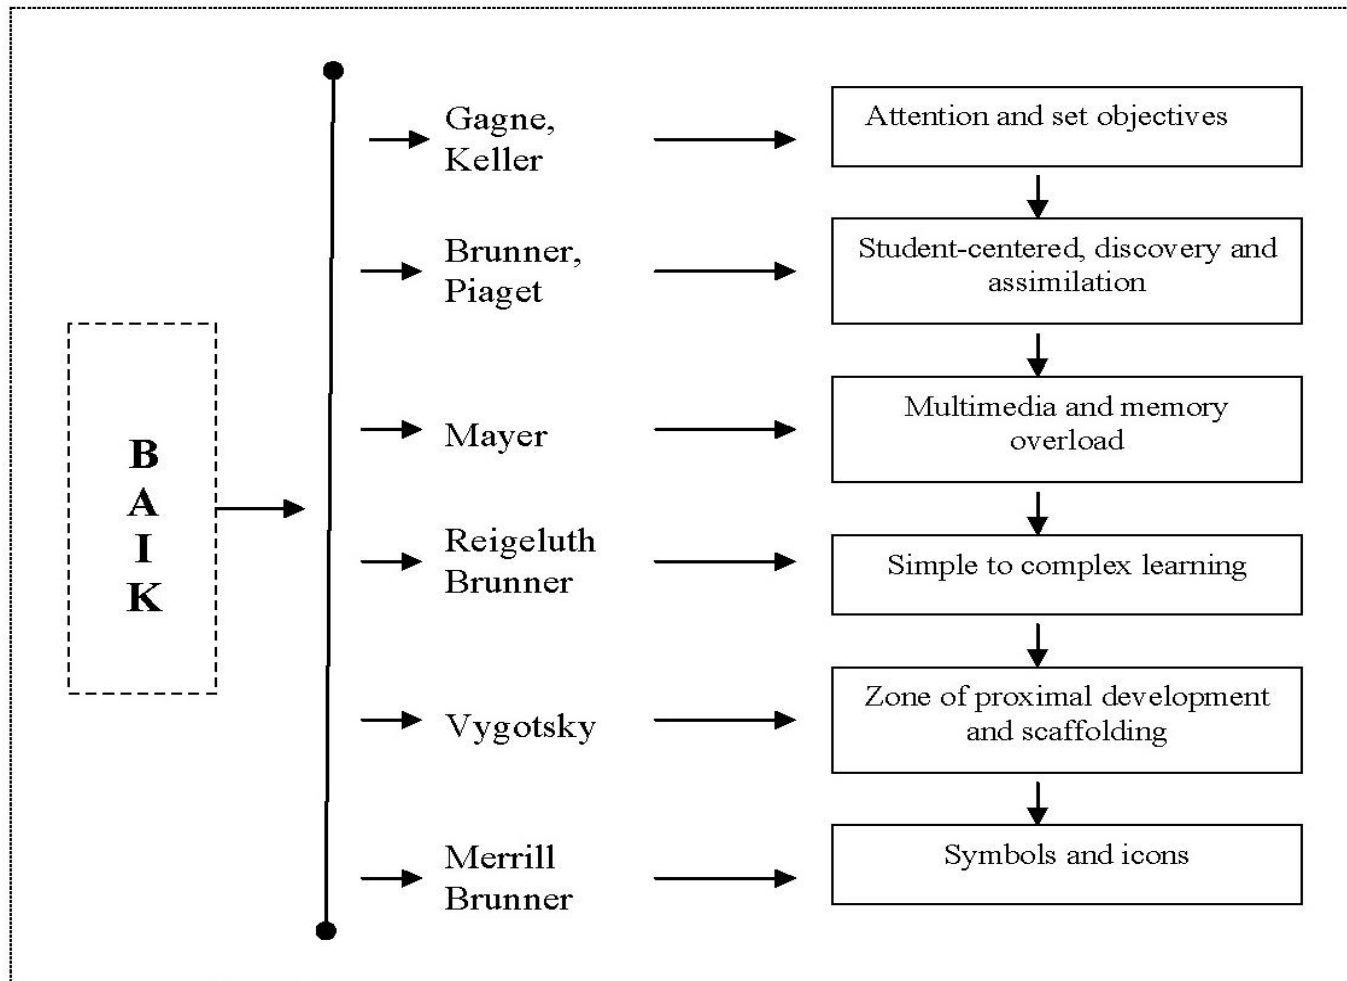 Gagne,
Keller
Attention and set objectives
Brunner,
Piaget
Student-centered, discovery and
assimilation
B
A
I
K
Mayer
Multimedia and memory
overload
Reigeluth
Brunner
Simple to complex learning
Vygotsky
Zone of proximal development
and scaffolding
Merrill
Brunner
Symbols and icons